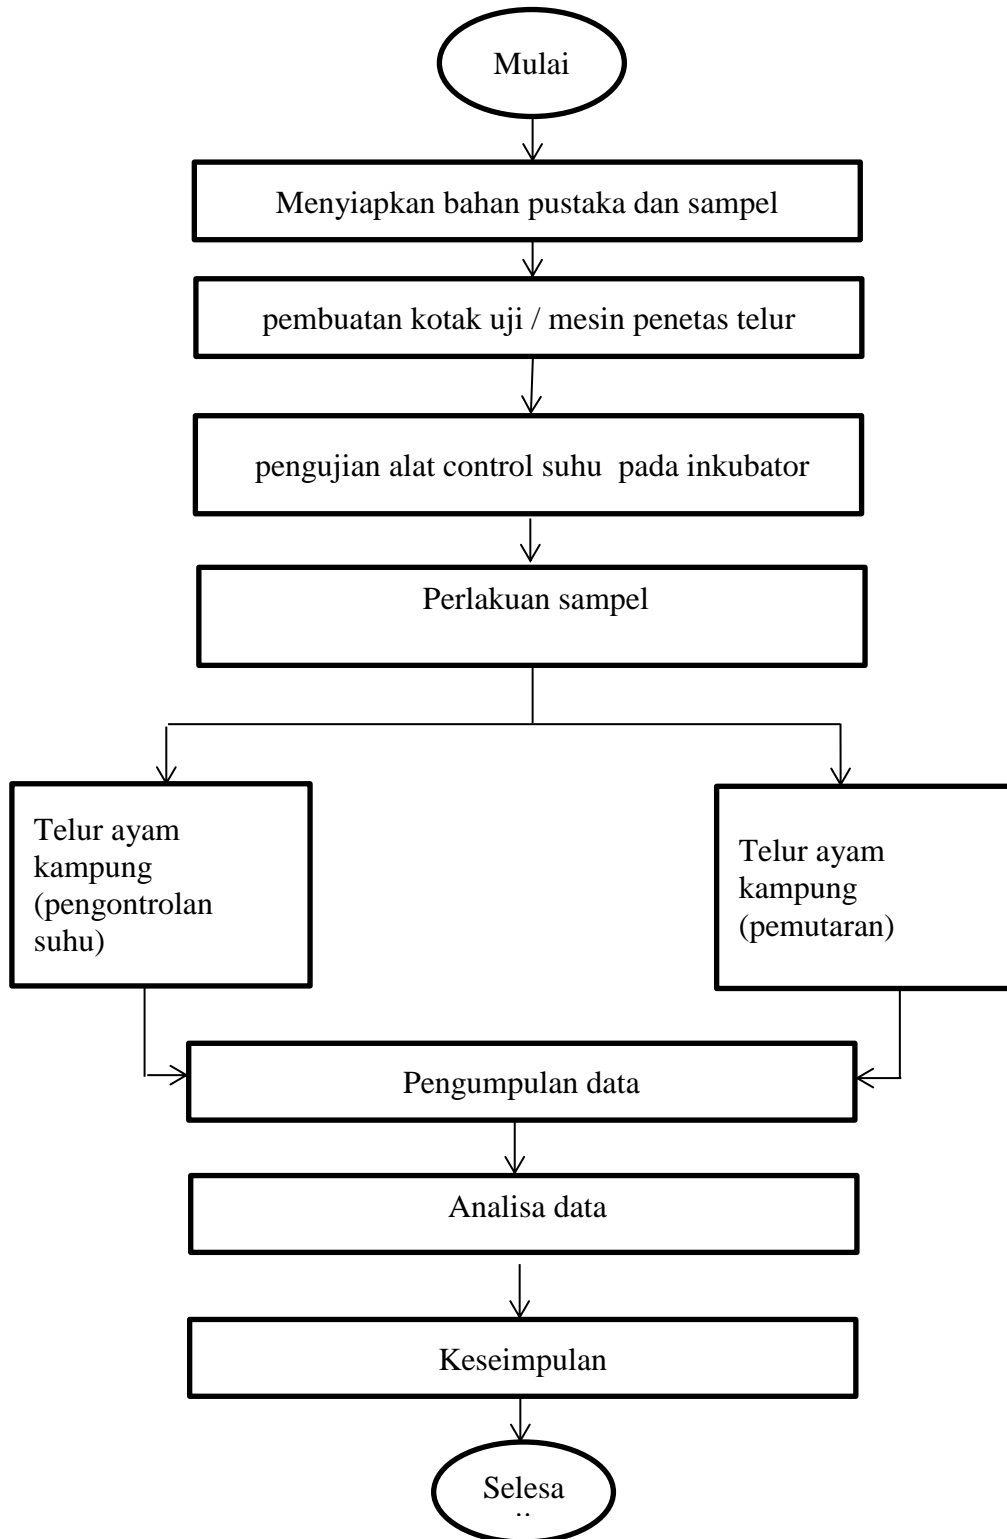 Mulai
Menyiapkan bahan pustaka dan sampel
pembuatan kotak uji / mesin penetas telur
pengujian alat control suhu pada inkubator
Perlakuan sampel
Telur ayam
kampung
(pengontrolan
suhu)
Telur ayam
kampung
(pemutaran)
Pengumpulan data
Analisa data
Keseimpulan
Selesa